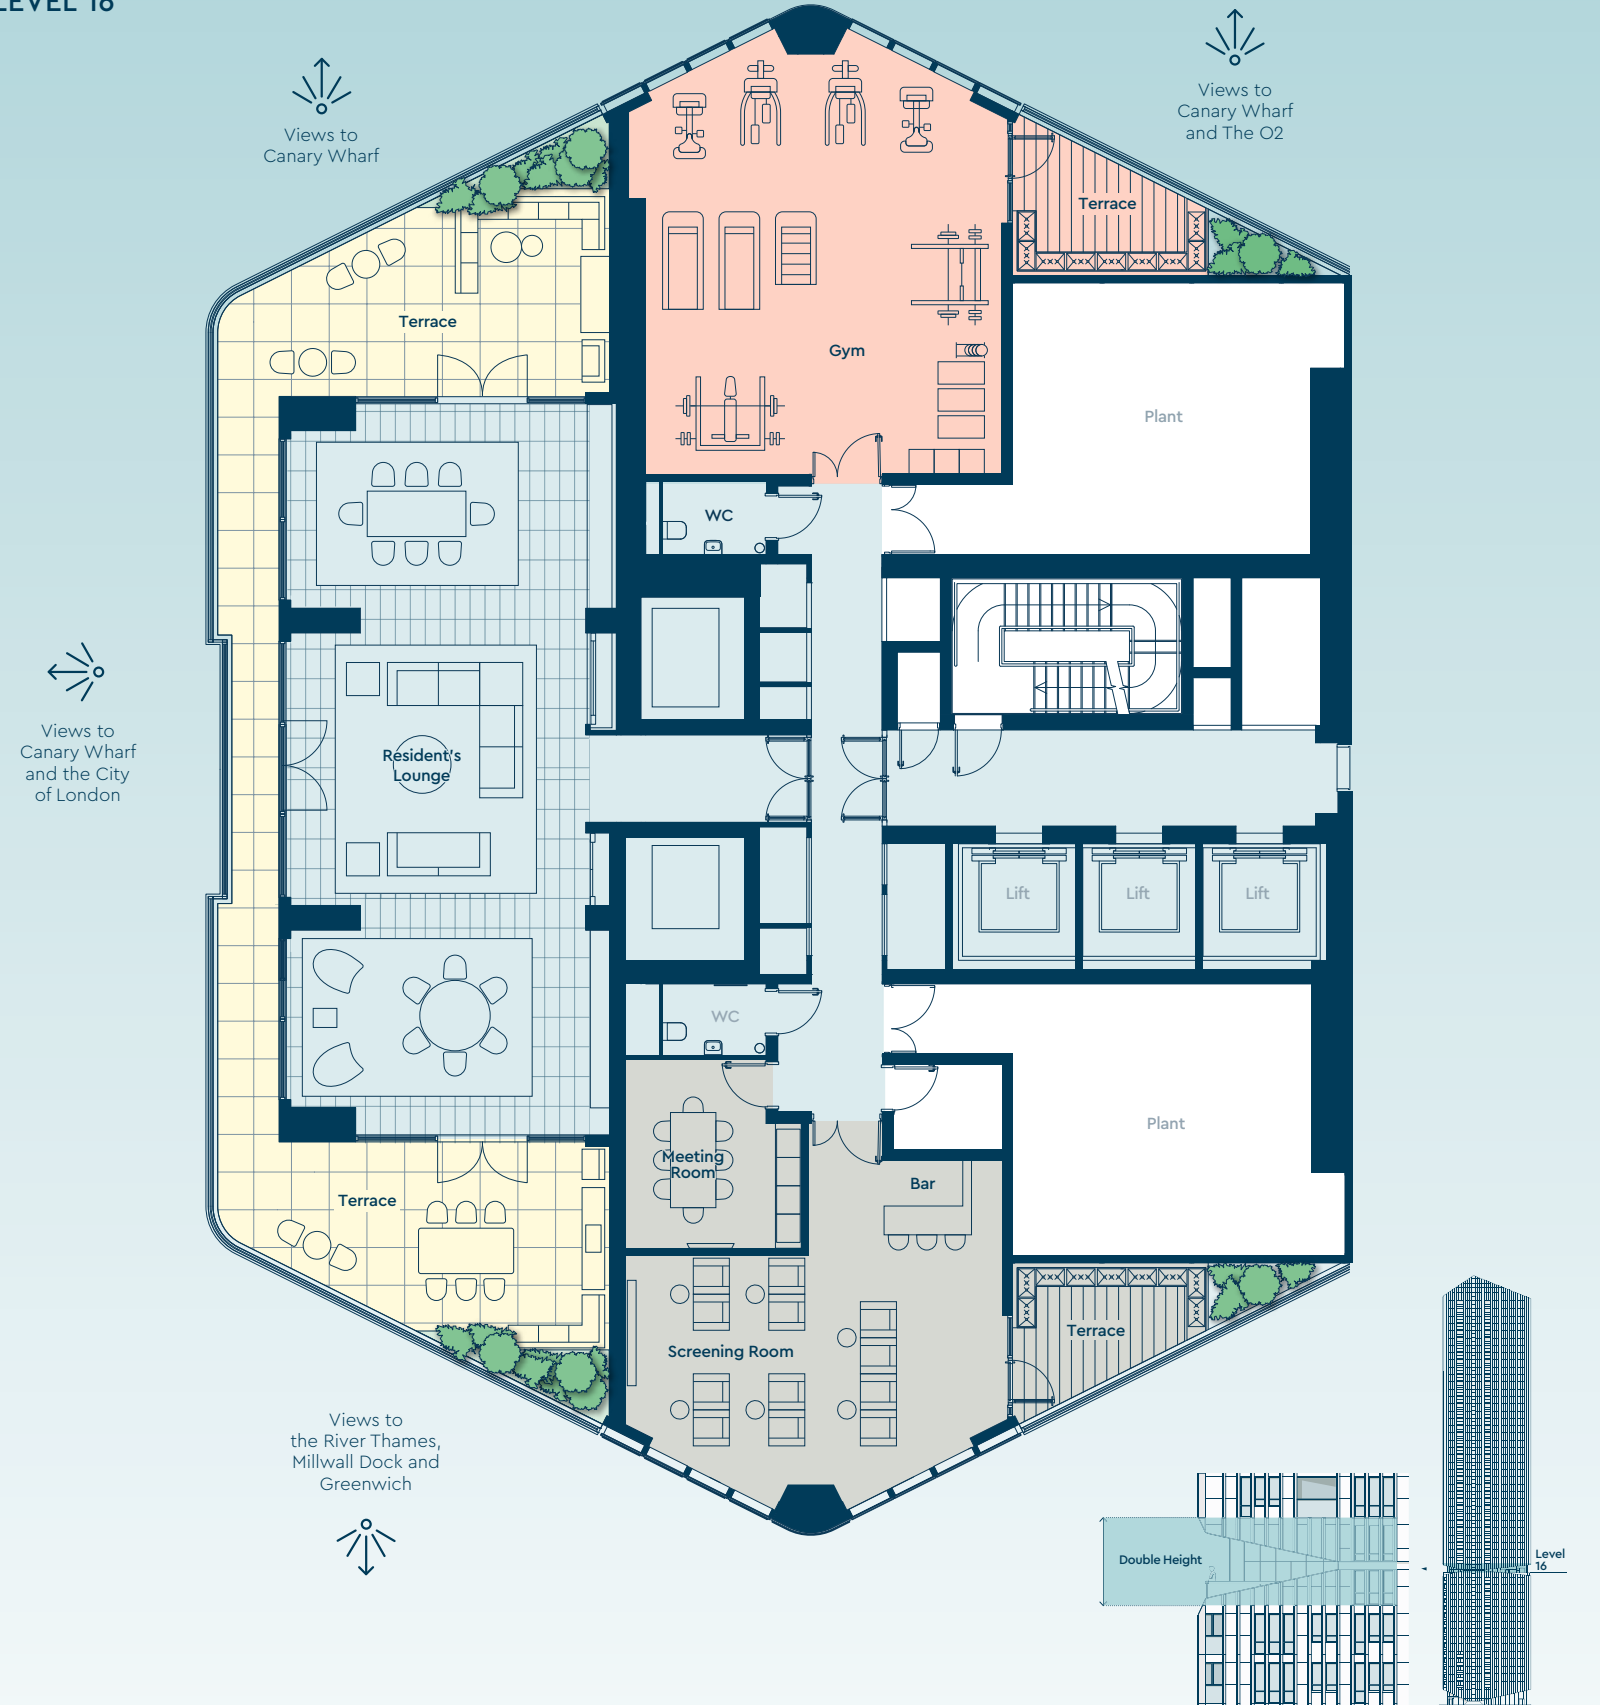 LEVEL 16
Views to
Canary Wharf
Views to
Canary Wharf
and The O2
Terrace
Terrace
Gym
Plant
WC
Views to
Canary Wharf
and the City
of London
Resident's
Lounge
Lift
Lift
Lift
WC
Plant
Meeting
Room
Bar
Terrace
Terrace
Screening Room
Views to
the River Thames,
Millwall Dock and
Greenwich
Double Height
Level
16